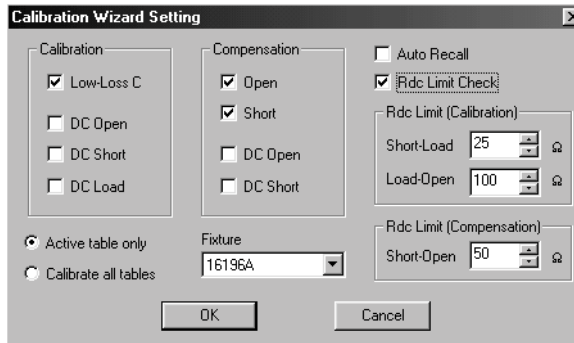 Calibration Wizard Setting
Calibration
Low-Loss C
DC Open
DC Short
DC Load
Compensation
Open
Short
DC Open
DC Short
Auto Recall
Rdc Limit Check
Rdc Limit (Calibration)
Short-Load 25 Ω
Load-Open 100 Ω
Rdc Limit (Compensation)
Short-Open 50 Ω
Active table only
Calibrate all tables
Fixture
16196A
OK
Cancel